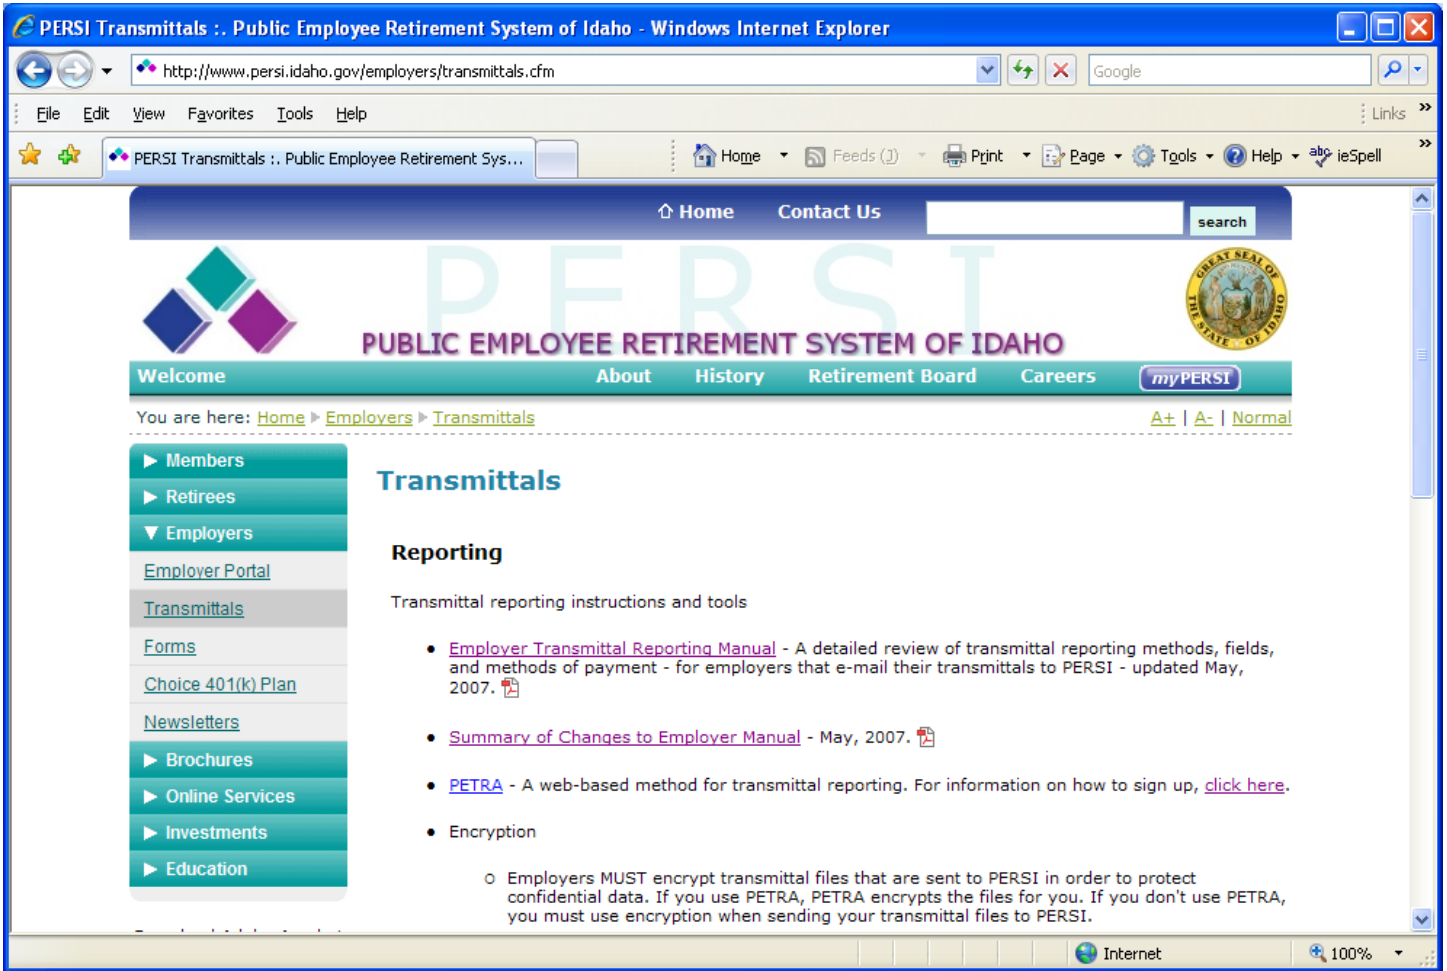 PERSI Transmittals :. Public Employee Retirement System of Idaho - Windows Internet Explorer
http://www.persi.idaho.gov/employers/transmittals.cfm
Google
File Edit View Favorites Tools Help
Links »
PERSI Transmittals :. Public Employee Retirement Sys...
Home Feeds (J) Print Page Tools Help ieSpell »
Home Contact Us search
PERSI
GREAT SEAL OF THE STATE OF IDAHO
PUBLIC EMPLOYEE RETIREMENT SYSTEM OF IDAHO
Welcome About History Retirement Board Careers myPERSI
You are here: Home Employers Transmittals A+ | A- | Normal
Members
Retirees
Employers
Employer Portal
Transmittals
Forms
Choice 401(k) Plan
Newsletters
Brochures
Online Services
Investments
Education
Transmittals
Reporting
Transmittal reporting instructions and tools
• Employer Transmittal Reporting Manual - A detailed review of transmittal reporting methods, fields,
and methods of payment - for employers that e-mail their transmittals to PERSI - updated May,
2007.
• Summary of Changes to Employer Manual - May, 2007.
• PETRA - A web-based method for transmittal reporting. For information on how to sign up, click here.
• Encryption
o Employers MUST encrypt transmittal files that are sent to PERSI in order to protect
confidential data. If you use PETRA, PETRA encrypts the files for you. If you don't use PETRA,
you must use encryption when sending your transmittal files to PERSI.
Internet 100%